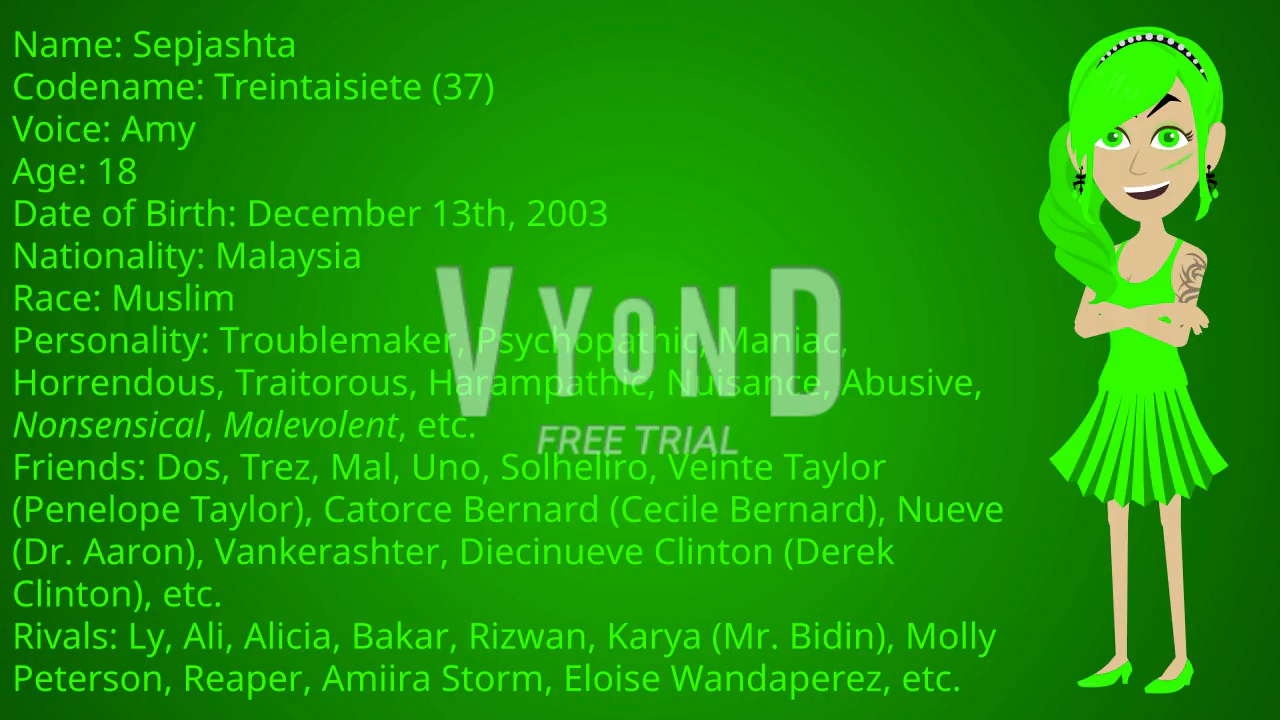 Name: Sepjashta
Codename: Treintaisiete (37)
Voice: Amy
Age: 18
Date of Birth: December 13th, 2003
Nationality: Malaysia
Race: Muslim
Personality: Troublemaker, Psychopathic, Maniac,
Horrendous, Traitorous, Harampathic, Nuisance, Abusive,
Nonsensical, Malevolent, etc.
Friends: Dos, Trez, Mal, Uno, Solheliro, Veinte Taylor
(Penelope Taylor), Catorce Bernard (Cecile Bernard), Nueve
(Dr. Aaron), Vankerashter, Diecinueve Clinton (Derek
Clinton), etc.
Rivals: Ly, Ali, Alicia, Bakar, Rizwan, Karya (Mr. Bidin), Molly
Peterson, Reaper, Amiira Storm, Eloise Wandaperez, etc.
VYOND
FREE TRIAL